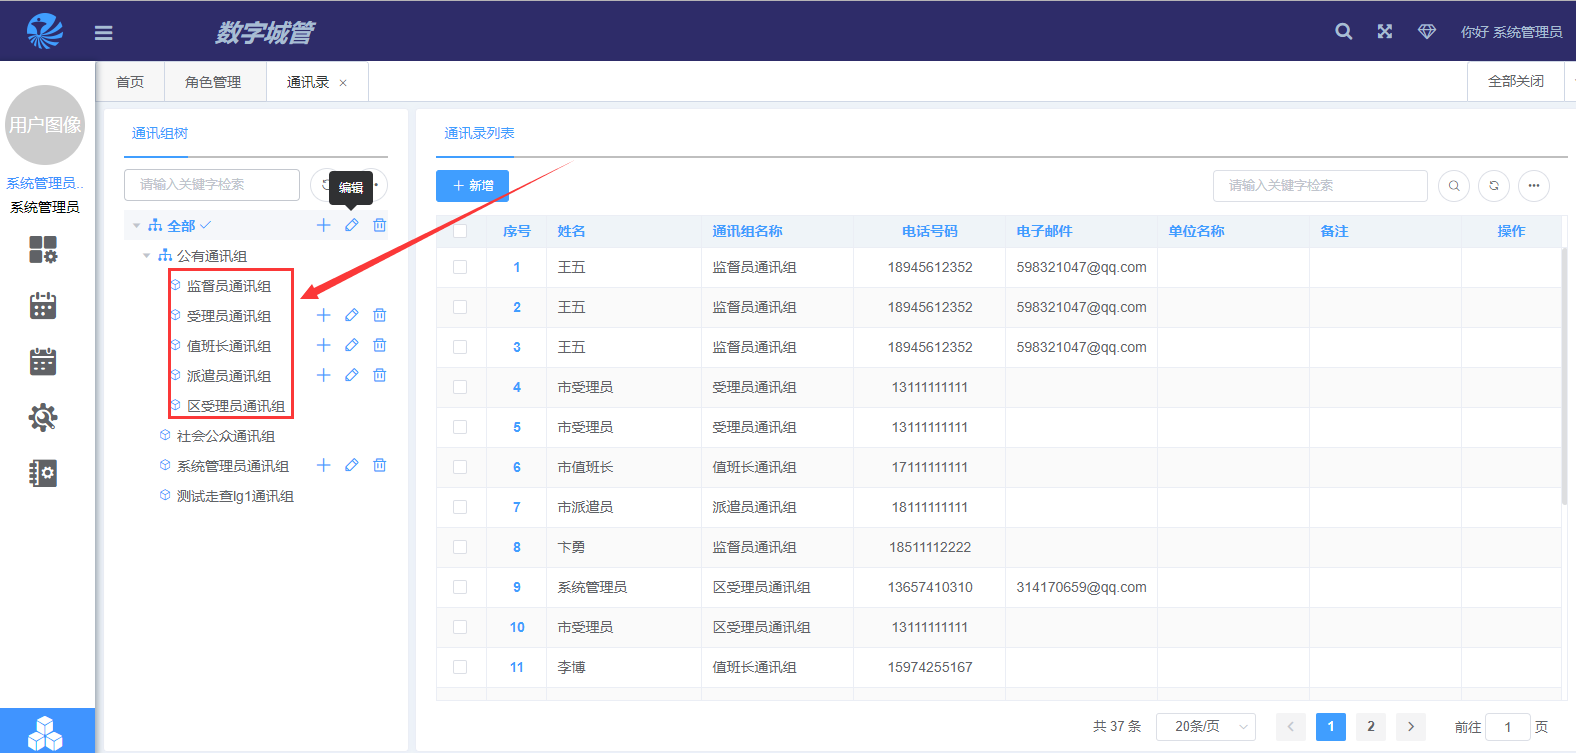 数字城管
你好 系统管理员
首页 角色管理 通讯录 × 全部关闭
用户图像
系统管理员..
系统管理员
通讯组树
请输入关键字检索
编辑
全部
公有通讯组
监督员通讯组
受理员通讯组
值班长通讯组
派遣员通讯组
区受理员通讯组
社会公众通讯组
系统管理员通讯组
测试走查lg1通讯组
通讯录列表
+ 新增 请输入关键字检索
序号 姓名 通讯组名称 电话号码 电子邮件 单位名称 备注 操作
1 王五 监督员通讯组 18945612352 598321047@qq.com
2 王五 监督员通讯组 18945612352 598321047@qq.com
3 王五 监督员通讯组 18945612352 598321047@qq.com
4 市受理员 受理员通讯组 13111111111
5 市受理员 受理员通讯组 13111111111
6 市值班长 值班长通讯组 17111111111
7 市派遣员 派遣员通讯组 18111111111
8 卞勇 监督员通讯组 18511112222
9 系统管理员 区受理员通讯组 13657410310 314170659@qq.com
10 市受理员 区受理员通讯组 13111111111
11 李博 值班长通讯组 15974255167
共 37 条 20条/页 < 1 2 > 前往 1 页